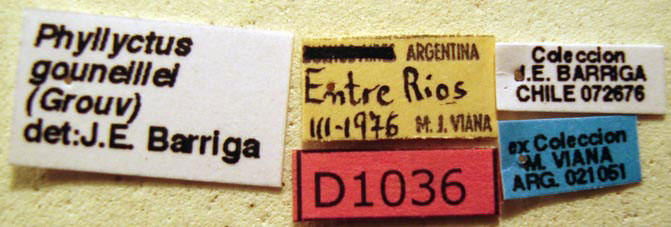 Phyllyctus
gouneillei
(Grouv)
det:J.E. Barriga
ARGENTINA
Entre Rios
III-1976 M. J. VIANA
D1036
Coleccion
J.E. BARRIGA
CHILE 072676
ex Coleccion
M. VIANA
ARG. 021051